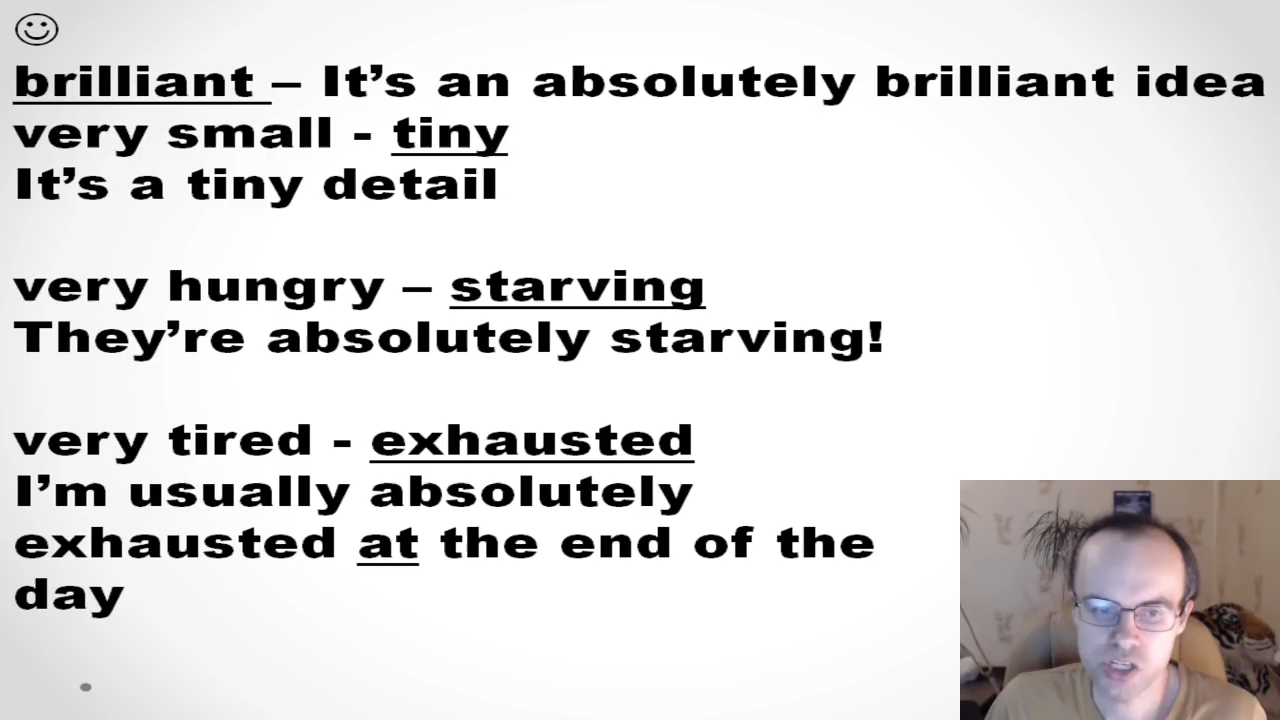 brilliant – It’s an absolutely brilliant idea
very small - tiny
It’s a tiny detail
very hungry – starving
They’re absolutely starving!
very tired - exhausted
I’m usually absolutely
exhausted at the end of the
day